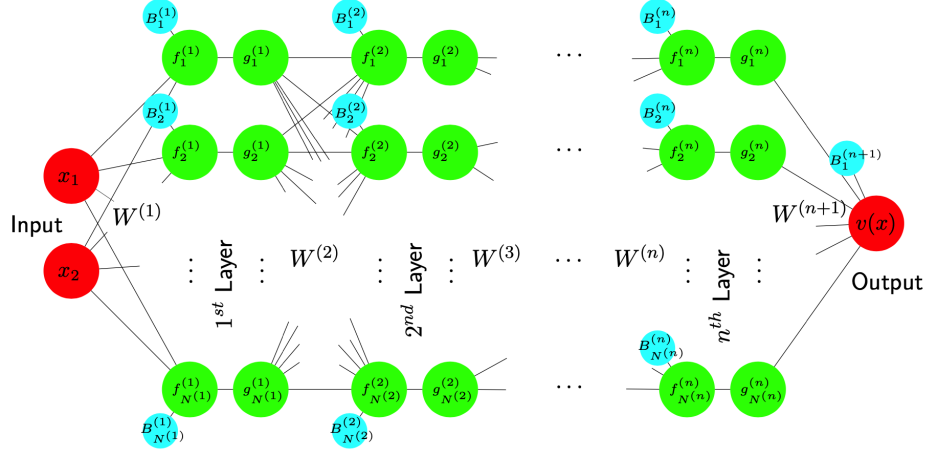 B_1^{(1)} B_1^{(2)} B_1^{(n)}
f_1^{(1)} g_1^{(1)} f_1^{(2)} g_1^{(2)} ⋯ f_1^{(n)} g_1^{(n)}
B_2^{(1)} B_2^{(2)} B_2^{(n)}
f_2^{(1)} g_2^{(1)} f_2^{(2)} g_2^{(2)} ⋯ f_2^{(n)} g_2^{(n)}
B_1^{(n+1)}
x_1
W^{(1)} W^{(n+1)}
Input v(x)
x_2 W^{(2)} W^{(3)} ⋯ W^{(n)}
Output
⋮ 1^{st} Layer ⋮ ⋮ 2^{nd} Layer ⋮ n^{th} Layer ⋮
B_{N^{(n)}}^{(n)}
f_{N^{(1)}}^{(1)} g_{N^{(1)}}^{(1)} f_{N^{(2)}}^{(2)} g_{N^{(2)}}^{(2)} ⋯ f_{N^{(n)}}^{(n)} g_{N^{(n)}}^{(n)}
B_{N^{(1)}}^{(1)} B_{N^{(2)}}^{(2)}